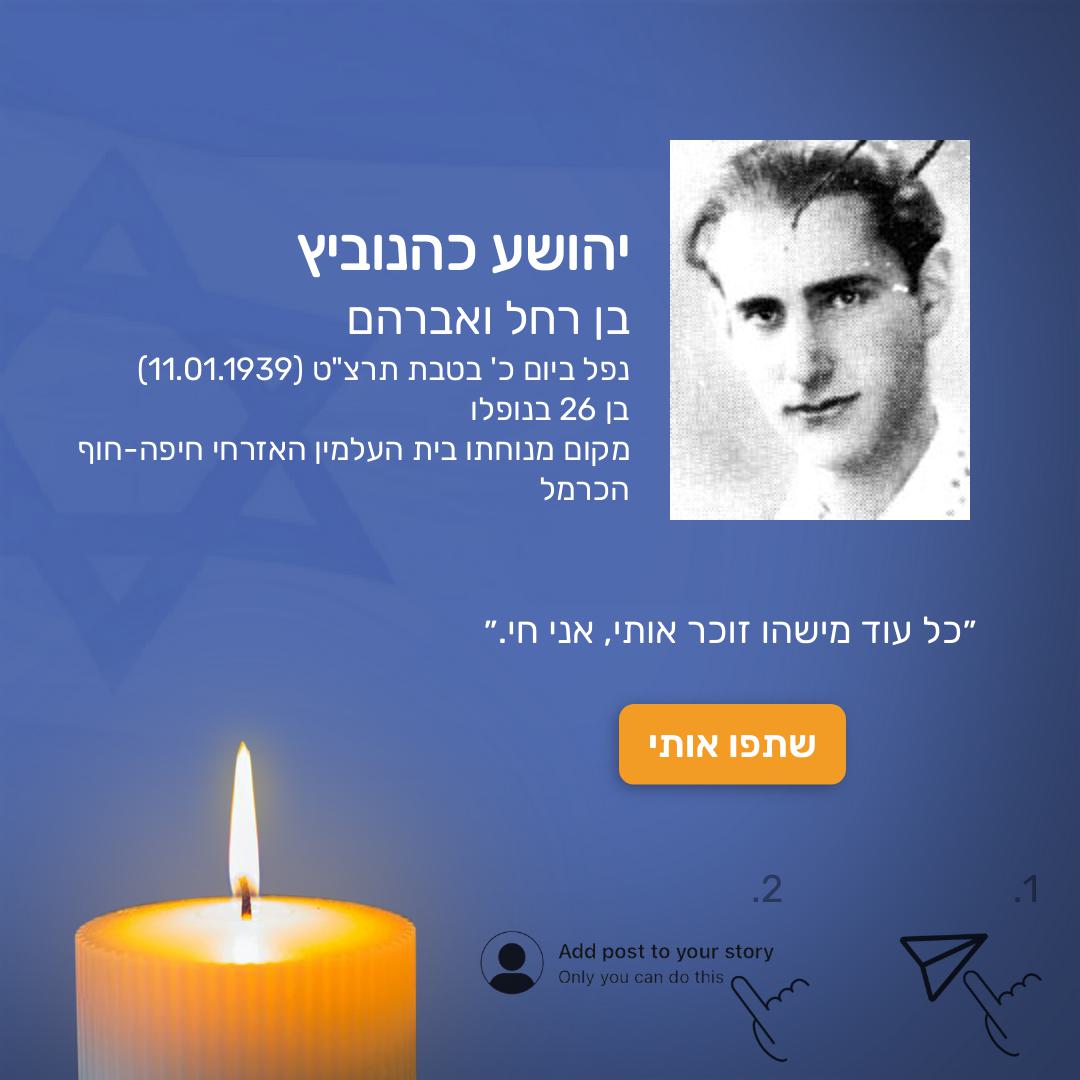 יהושע כהנוביץ
בן רחל ואברהם
נפל ביום כ' בטבת תרצ"ט (11.01.1939)
בן 26 בנופלו
מקום מנוחתו בית העלמין האזרחי חיפה-חוף
הכרמל
״כל עוד מישהו זוכר אותי, אני חי.״
שתפו אותי
1.
2.
Add post to your story
Only you can do this